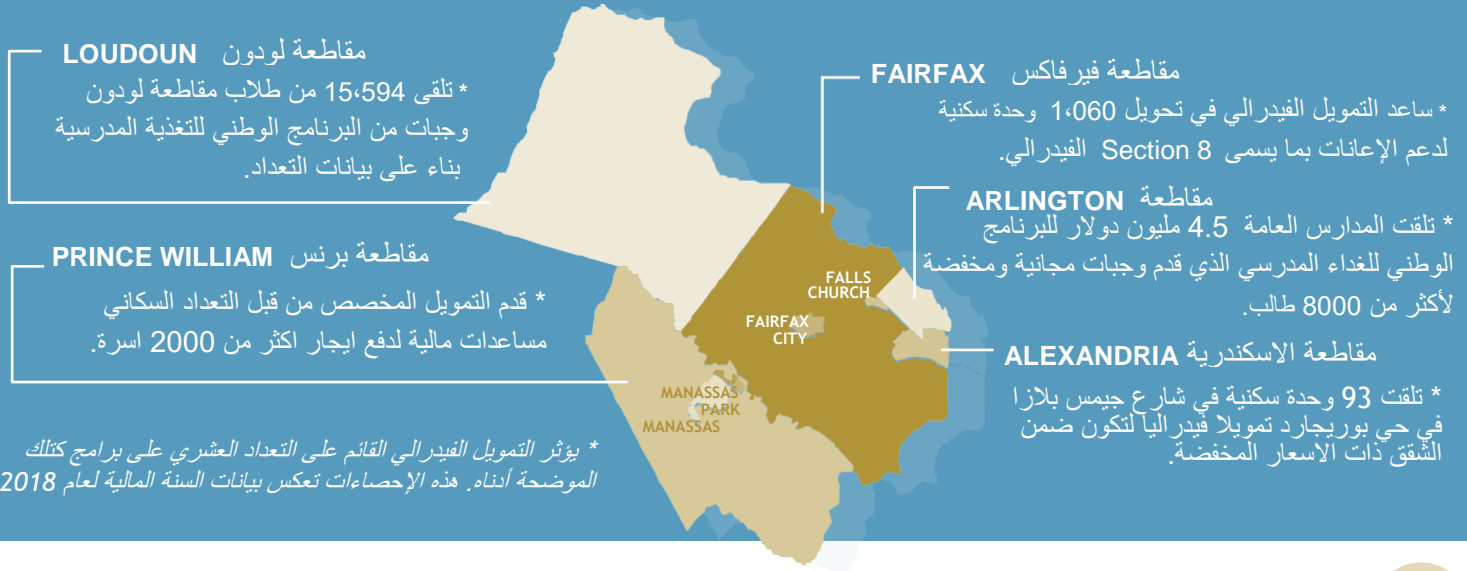 مقاطعة لودون LOUDOUN
* تلقى 15،594 من طلاب مقاطعة لودون
وجبات من البرنامج الوطني للتغذية المدرسية
بناء على بيانات التعداد.
مقاطعة برنس PRINCE WILLIAM
* قدم التمويل المخصص من قبل التعداد السكاني
مساعدات مالية لدفع ايجار اكثر من 2000 اسرة.
* يؤثر التمويل الفيدرالي القائم على التعداد العشري على برامج كتلك
الموضحة أدناه. هذه الإحصاءات تعكس بيانات السنة المالية لعام 2018
مقاطعة فيرفاكس FAIRFAX
* ساعد التمويل الفيدرالي في تحويل 1،060 وحدة سكنية
لدعم الإعانات بما يسمى Section 8 الفيدرالي.
مقاطعة ARLINGTON
* تلقت المدارس العامة 4.5 مليون دولار للبرنامج
الوطني للغداء المدرسي الذي قدم وجبات مجانية ومخفضة
لأكثر من 8000 طالب.
مقاطعة الاسكندرية ALEXANDRIA
* تلقت 93 وحدة سكنية في شارع جيمس بلازا
في حي بوريجارد تمويلا فيدراليا لتكون ضمن
الشقق ذات الاسعار المخفضة.
FALLS
CHURCH
FAIRFAX
CITY
MANASSAS
PARK
MANASSAS